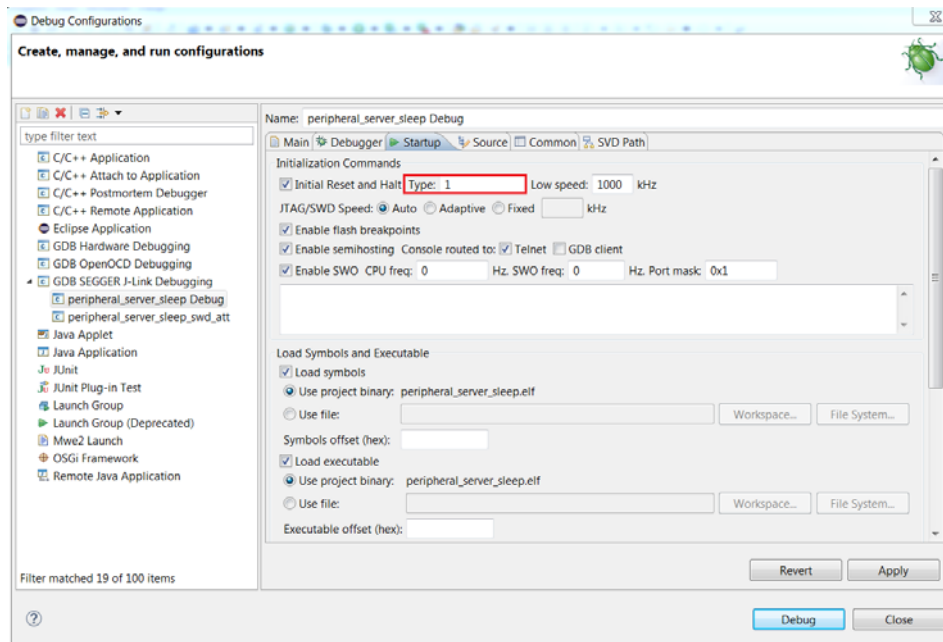 Debug Configurations
Create, manage, and run configurations
type filter text
C/C++ Application
C/C++ Attach to Application
C/C++ Postmortem Debugger
C/C++ Remote Application
Eclipse Application
GDB Hardware Debugging
GDB OpenOCD Debugging
GDB SEGGER J-Link Debugging
peripheral_server_sleep Debug
peripheral_server_sleep_swd_att
Java Applet
Java Application
Ju JUnit
JUnit Plug-in Test
Launch Group
Launch Group (Deprecated)
Mwe2 Launch
OSGi Framework
Remote Java Application
Filter matched 19 of 100 items
Name: peripheral_server_sleep Debug
Main Debugger Startup Source Common SVD Path
Initialization Commands
Initial Reset and Halt Type: 1 Low speed: 1000 kHz
JTAG/SWD Speed: Auto Adaptive Fixed kHz
Enable flash breakpoints
Enable semihosting Console routed to: Telnet GDB client
Enable SWO CPU freq: 0 Hz. SWO freq: 0 Hz. Port mask: 0x1
Load Symbols and Executable
Load symbols
Use project binary: peripheral_server_sleep.elf
Use file: Workspace... File System...
Symbols offset (hex):
Load executable
Use project binary: peripheral_server_sleep.elf
Use file: Workspace... File System...
Executable offset (hex):
Revert Apply
? Debug Close